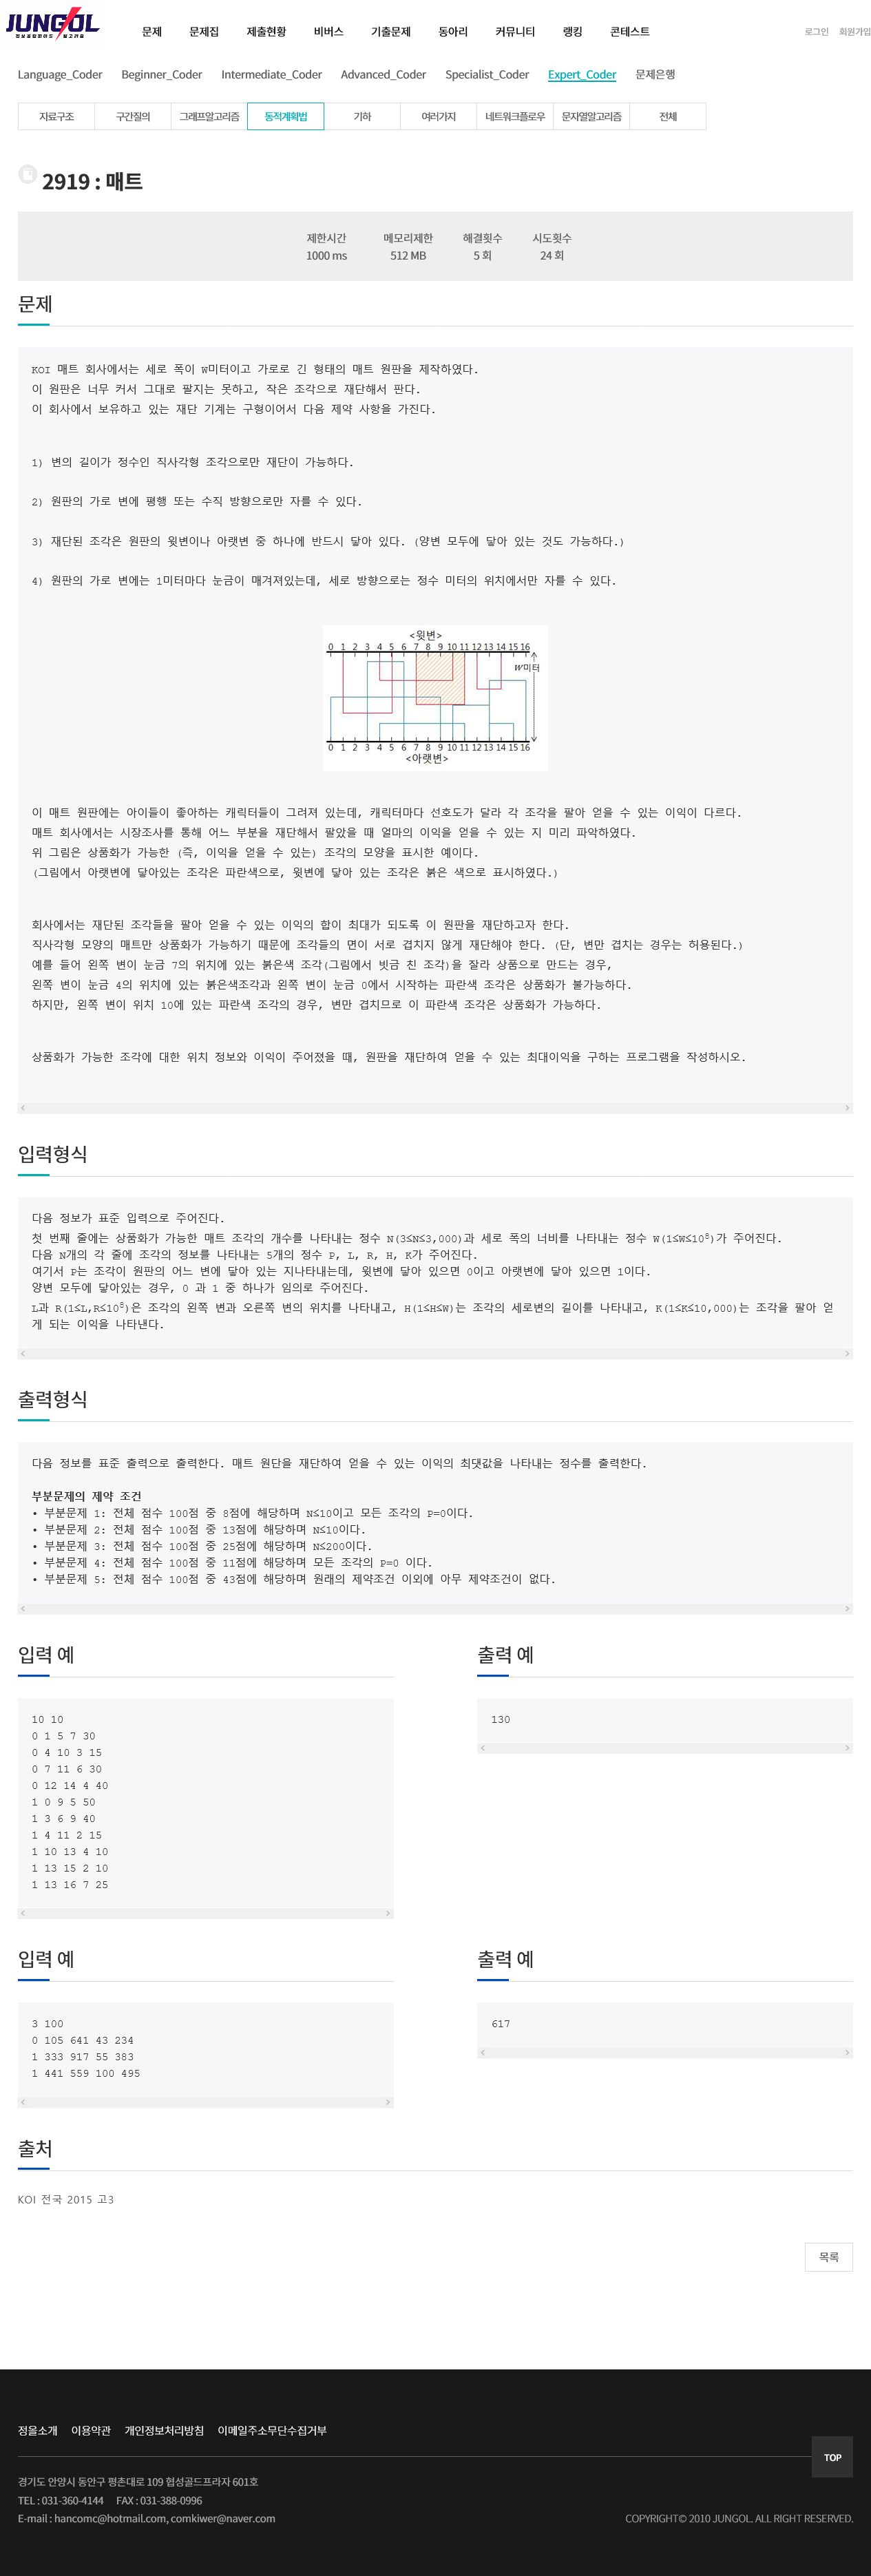 JUNGOL
정보올림피아드 알고리즘
문제 문제집 제출현황 비버스 기출문제 동아리 커뮤니티 랭킹 콘테스트
로그인 회원가입
Language_Coder Beginner_Coder Intermediate_Coder Advanced_Coder Specialist_Coder Expert_Coder 문제은행
자료구조 구간질의 그래프알고리즘 동적계획법 기하 여러가지 네트워크플로우 문자열알고리즘 전체
2919 : 매트
제한시간 메모리제한 해결횟수 시도횟수
1000 ms 512 MB 5 회 24 회
문제
KOI 매트 회사에서는 세로 폭이 W미터이고 가로로 긴 형태의 매트 원판을 제작하였다.
이 원판은 너무 커서 그대로 팔지는 못하고, 작은 조각으로 재단해서 판다.
이 회사에서 보유하고 있는 재단 기계는 구형이어서 다음 제약 사항을 가진다.
1) 변의 길이가 정수인 직사각형 조각으로만 재단이 가능하다.
2) 원판의 가로 변에 평행 또는 수직 방향으로만 자를 수 있다.
3) 재단된 조각은 원판의 윗변이나 아랫변 중 하나에 반드시 닿아 있다. (양변 모두에 닿아 있는 것도 가능하다.)
4) 원판의 가로 변에는 1미터마다 눈금이 매겨져있는데, 세로 방향으로는 정수 미터의 위치에서만 자를 수 있다.
<윗변>
0 1 2 3 4 5 6 7 8 9 10 11 12 13 14 15 16
W미터
0 1 2 3 4 5 6 7 8 9 10 11 12 13 14 15 16
<아랫변>
이 매트 원판에는 아이들이 좋아하는 캐릭터들이 그려져 있는데, 캐릭터마다 선호도가 달라 각 조각을 팔아 얻을 수 있는 이익이 다르다.
매트 회사에서는 시장조사를 통해 어느 부분을 재단해서 팔았을 때 얼마의 이익을 얻을 수 있는 지 미리 파악하였다.
위 그림은 상품화가 가능한 (즉, 이익을 얻을 수 있는) 조각의 모양을 표시한 예이다.
(그림에서 아랫변에 닿아있는 조각은 파란색으로, 윗변에 닿아 있는 조각은 붉은 색으로 표시하였다.)
회사에서는 재단된 조각들을 팔아 얻을 수 있는 이익의 합이 최대가 되도록 이 원판을 재단하고자 한다.
직사각형 모양의 매트만 상품화가 가능하기 때문에 조각들의 면이 서로 겹치지 않게 재단해야 한다. (단, 변만 겹치는 경우는 허용된다.)
예를 들어 왼쪽 변이 눈금 7의 위치에 있는 붉은색 조각(그림에서 빗금 친 조각)을 잘라 상품으로 만드는 경우,
왼쪽 변이 눈금 4의 위치에 있는 붉은색조각과 왼쪽 변이 눈금 0에서 시작하는 파란색 조각은 상품화가 불가능하다.
하지만, 왼쪽 변이 위치 10에 있는 파란색 조각의 경우, 변만 겹치므로 이 파란색 조각은 상품화가 가능하다.
상품화가 가능한 조각에 대한 위치 정보와 이익이 주어졌을 때, 원판을 재단하여 얻을 수 있는 최대이익을 구하는 프로그램을 작성하시오.
입력형식
다음 정보가 표준 입력으로 주어진다.
첫 번째 줄에는 상품화가 가능한 매트 조각의 개수를 나타내는 정수 N(3≤N≤3,000)과 세로 폭의 너비를 나타내는 정수 W(1≤W≤10⁸)가 주어진다.
다음 N개의 각 줄에 조각의 정보를 나타내는 5개의 정수 P, L, R, H, K가 주어진다.
여기서 P는 조각이 원판의 어느 변에 닿아 있는 지나타내는데, 윗변에 닿아 있으면 0이고 아랫변에 닿아 있으면 1이다.
양변 모두에 닿아있는 경우, 0 과 1 중 하나가 임의로 주어진다.
L과 R(1≤L,R≤10⁸)은 조각의 왼쪽 변과 오른쪽 변의 위치를 나타내고, H(1≤H≤W)는 조각의 세로변의 길이를 나타내고, K(1≤K≤10,000)는 조각을 팔아 얻
게 되는 이익을 나타낸다.
출력형식
다음 정보를 표준 출력으로 출력한다. 매트 원단을 재단하여 얻을 수 있는 이익의 최댓값을 나타내는 정수를 출력한다.
부분문제의 제약 조건
• 부분문제 1: 전체 점수 100점 중 8점에 해당하며 N≤10이고 모든 조각의 P=0이다.
• 부분문제 2: 전체 점수 100점 중 13점에 해당하며 N≤10이다.
• 부분문제 3: 전체 점수 100점 중 25점에 해당하며 N≤200이다.
• 부분문제 4: 전체 점수 100점 중 11점에 해당하며 모든 조각의 P=0 이다.
• 부분문제 5: 전체 점수 100점 중 43점에 해당하며 원래의 제약조건 이외에 아무 제약조건이 없다.
입력 예
10 10
0 1 5 7 30
0 4 10 3 15
0 7 11 6 30
0 12 14 4 40
1 0 9 5 50
1 3 6 9 40
1 4 11 2 15
1 10 13 4 10
1 13 15 2 10
1 13 16 7 25
출력 예
130
입력 예
3 100
0 105 641 43 234
1 333 917 55 383
1 441 559 100 495
출력 예
617
출처
KOI 전국 2015 고3
목록
정올소개 이용약관 개인정보처리방침 이메일주소무단수집거부
TOP
경기도 안양시 동안구 평촌대로 109 협성골드프라자 601호
TEL : 031-360-4144 FAX : 031-388-0996
E-mail : hancomc@hotmail.com, comkiwer@naver.com
COPYRIGHT© 2010 JUNGOL. ALL RIGHT RESERVED.